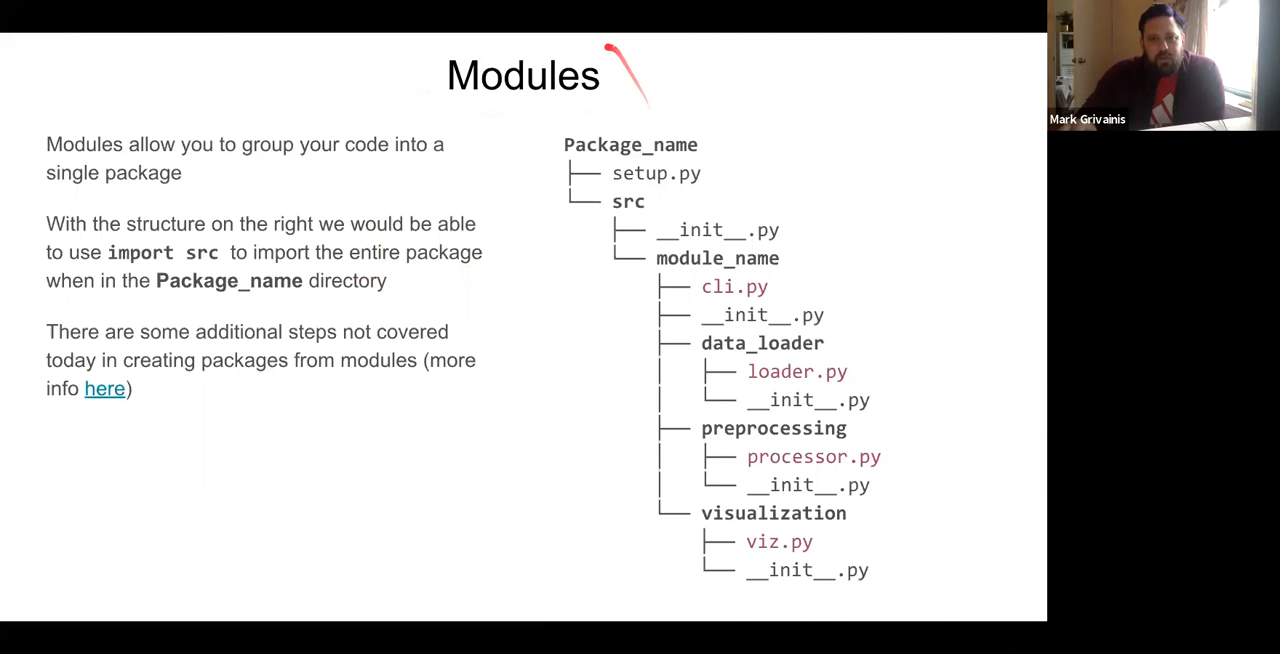 Modules
Modules allow you to group your code into a
single package
With the structure on the right we would be able
to use import src to import the entire package
when in the Package_name directory
There are some additional steps not covered
today in creating packages from modules (more
info here)
Package_name
├── setup.py
└── src
├── __init__.py
└── module_name
├── cli.py
├── __init__.py
├── data_loader
│ ├── loader.py
│ └── __init__.py
├── preprocessing
│ ├── processor.py
│ └── __init__.py
└── visualization
├── viz.py
└── __init__.py
Mark Grivainis